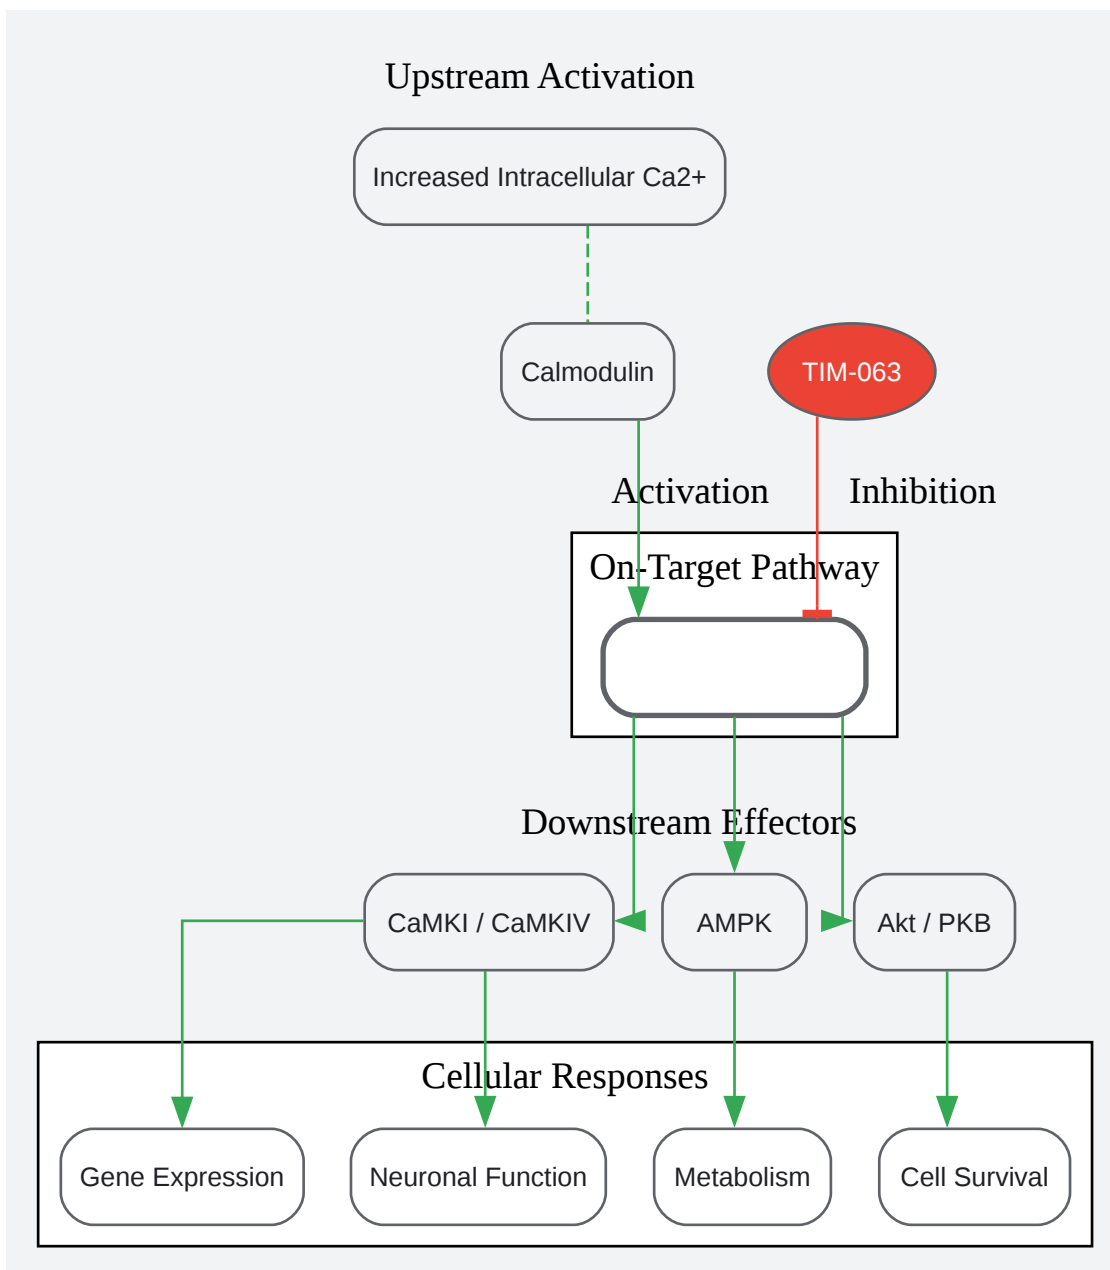 Upstream Activation
Increased Intracellular Ca2+
Calmodulin
TIM-063
Activation
Inhibition
On-Target Pathway
Downstream Effectors
CaMKI / CaMKIV
AMPK
Akt / PKB
Cellular Responses
Gene Expression
Neuronal Function
Metabolism
Cell Survival